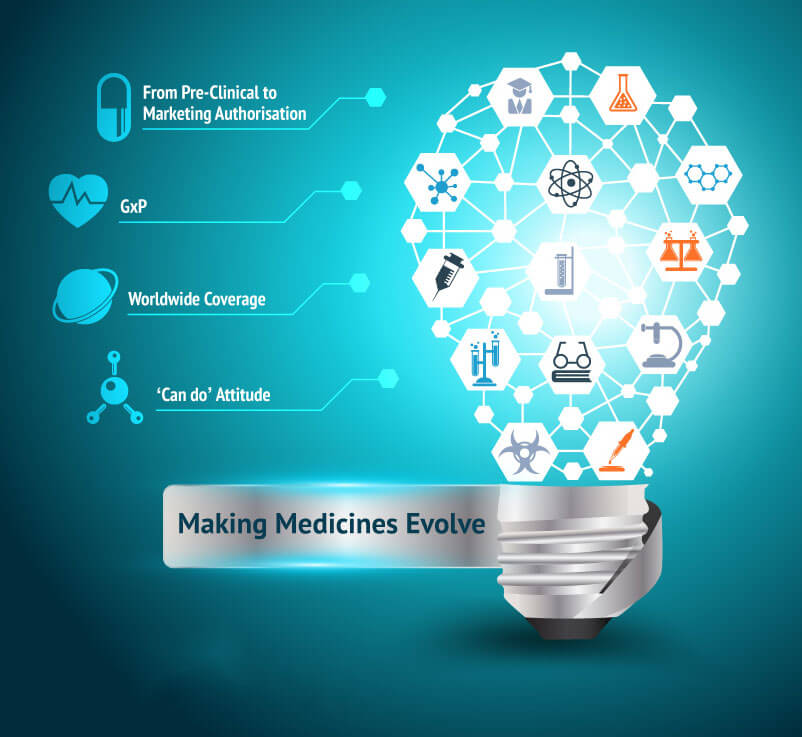 From Pre-Clinical to
Marketing Authorisation
GxP
Worldwide Coverage
‘Can do’ Attitude
Making Medicines Evolve